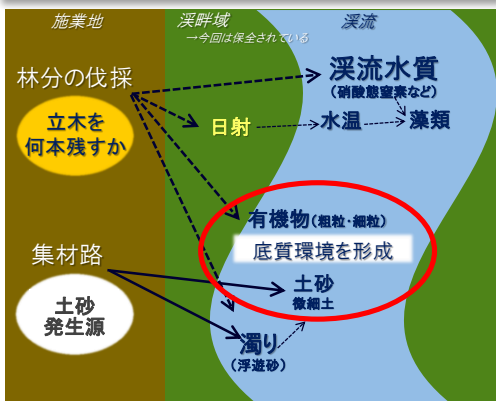 施業地 渓畔域 渓流
→今回は保全されている
林分の伐採
渓流水質
(硝酸態窒素など)
立木を
何本残すか
日射 水温 藻類
有機物(粗粒・細粒)
底質環境を形成
集材路
土砂
微細土
土砂
発生源
濁り
(浮遊砂)